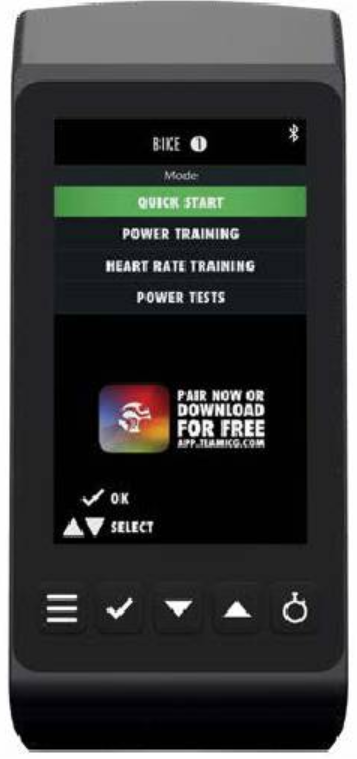 BIKE 1
Mode
QUICK START
POWER TRAINING
HEART RATE TRAINING
POWER TESTS
PAIR NOW OR
DOWNLOAD
FOR FREE
APP.TEAMICG.COM
OK
SELECT